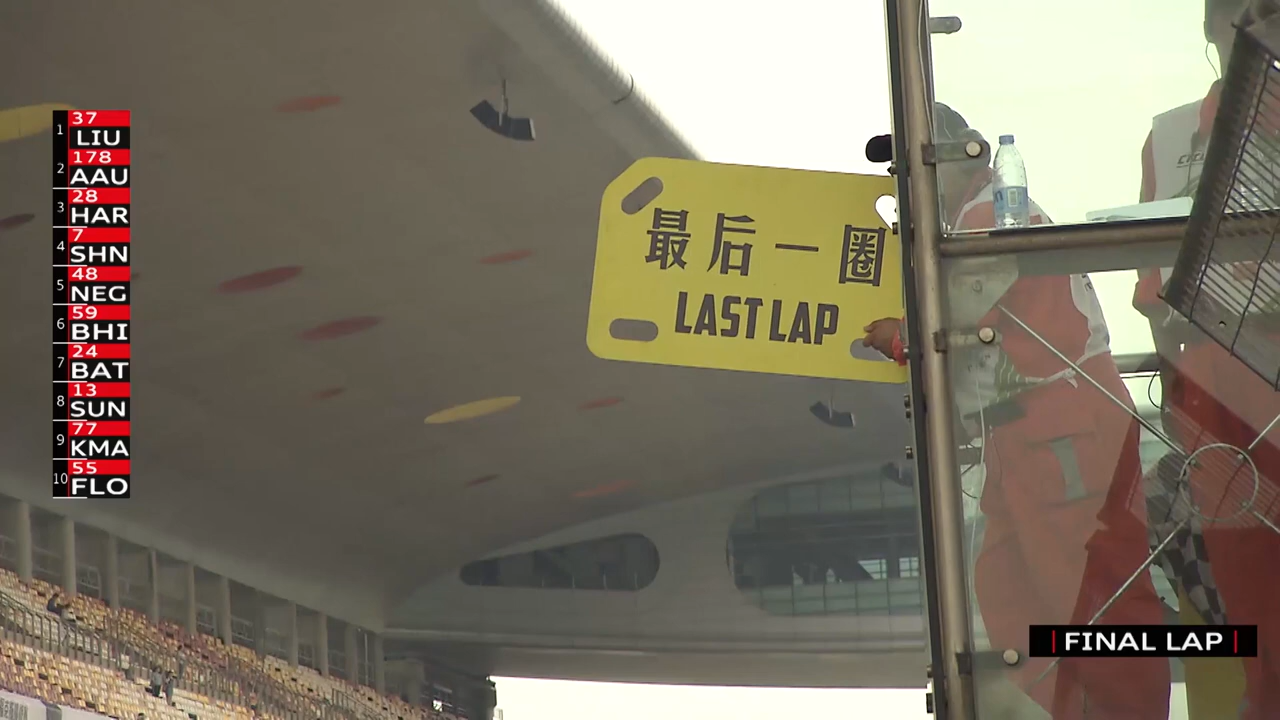 37
1 LIU
178
2 AAU
28
3 HAR
7
4 SHN
48
5 NEG
59
6 BHI
24
7 BAT
13
8 SUN
77
9 KMA
55
10 FLO
最后一圈
LAST LAP
FINAL LAP